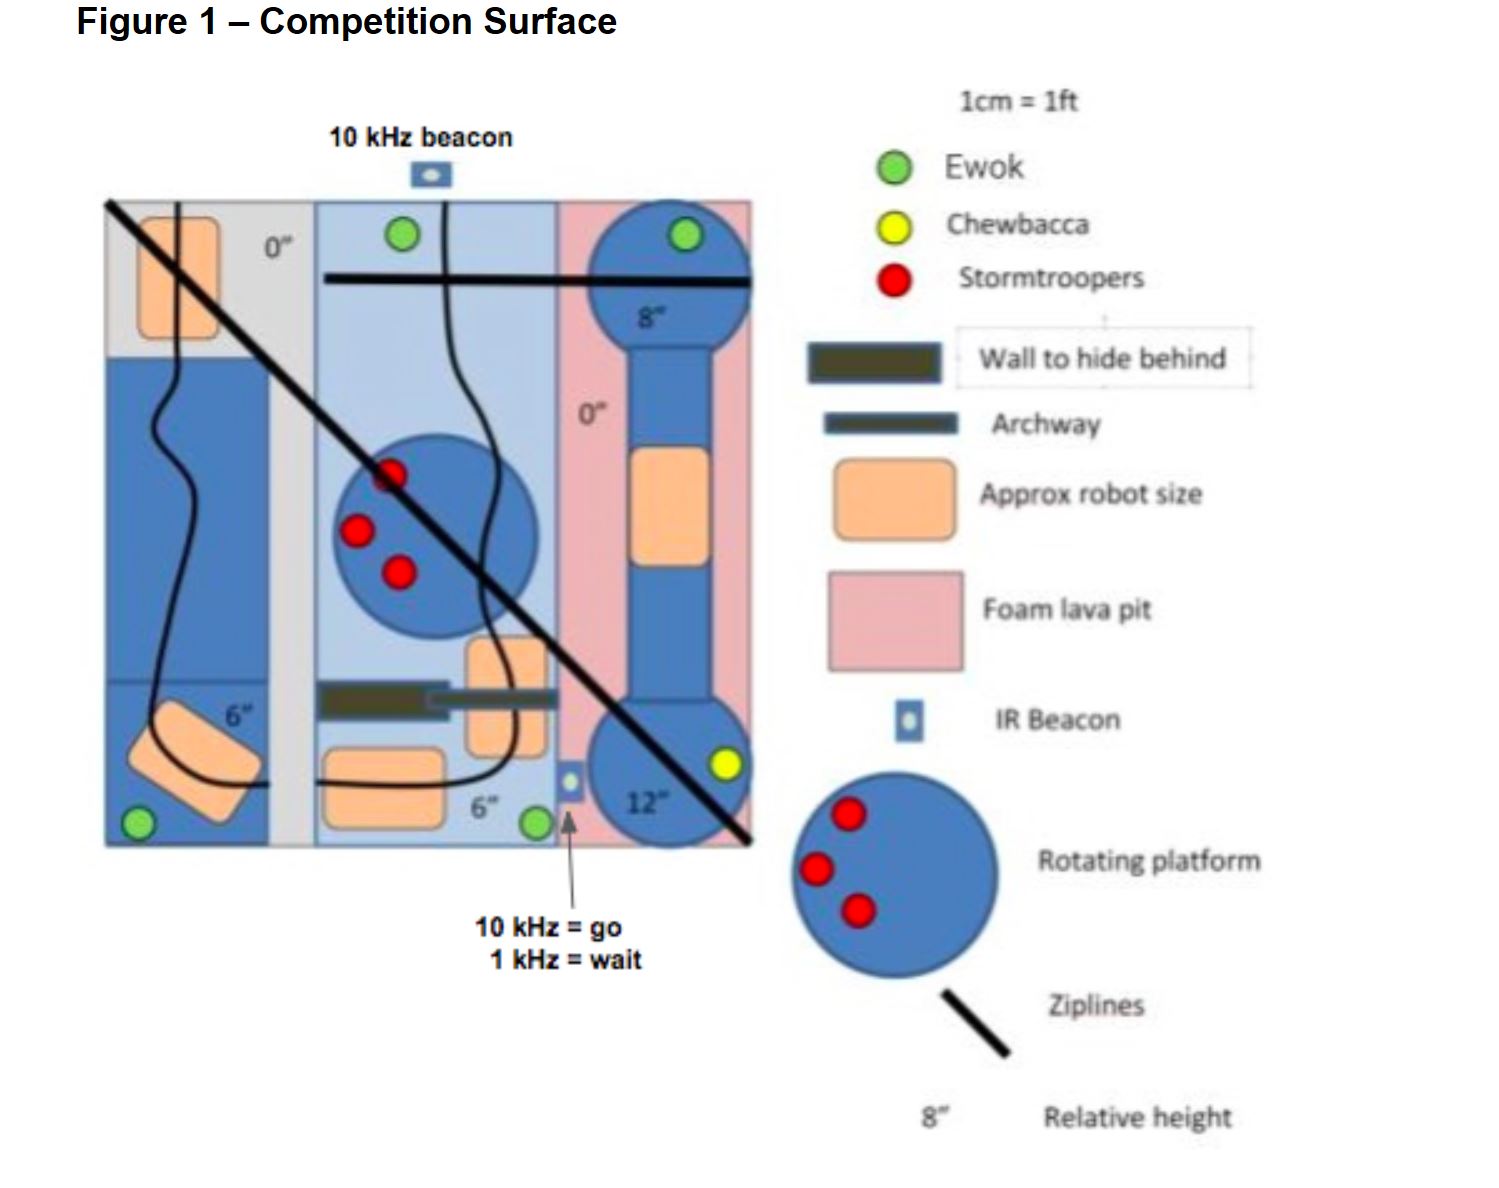 Figure 1 – Competition Surface
1cm = 1ft
10 kHz beacon
Ewok
Chewbacca
Stormtroopers
Wall to hide behind
Archway
Approx robot size
Foam lava pit
IR Beacon
Rotating platform
Ziplines
8” Relative height
0”
8”
0”
6”
6”
12”
10 kHz = go
1 kHz = wait